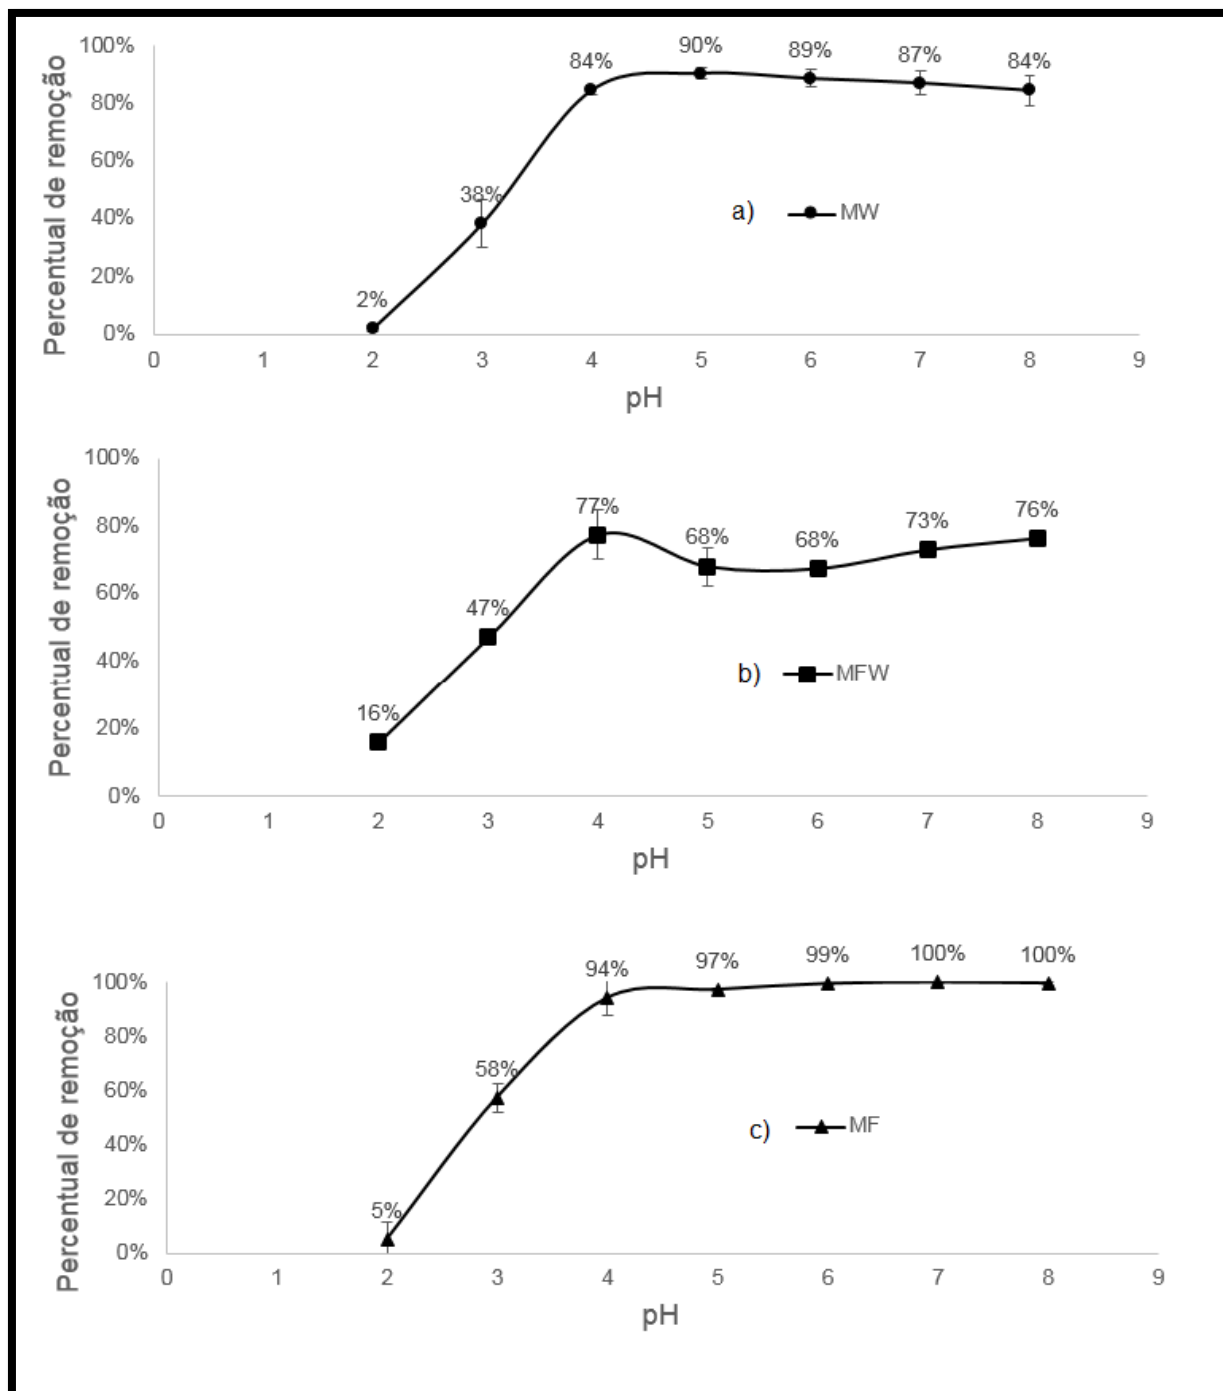 100%
90%
89%
87%
84%
84%
80%
60%
38%
40%
a)
MW
20%
2%
0%
Percentual de remoção
0 1 2 3 4 5 6 7 8 9
pH
100%
77%
76%
73%
80%
68%
68%
60%
47%
40%
b)
MFW
16%
20%
0%
Percentual de remoção
0 1 2 3 4 5 6 7 8 9
pH
94%
97%
99%
100%
100%
100%
80%
58%
60%
40%
c)
MF
20%
5%
0%
Percentual de remoção
0 1 2 3 4 5 6 7 8 9
pH